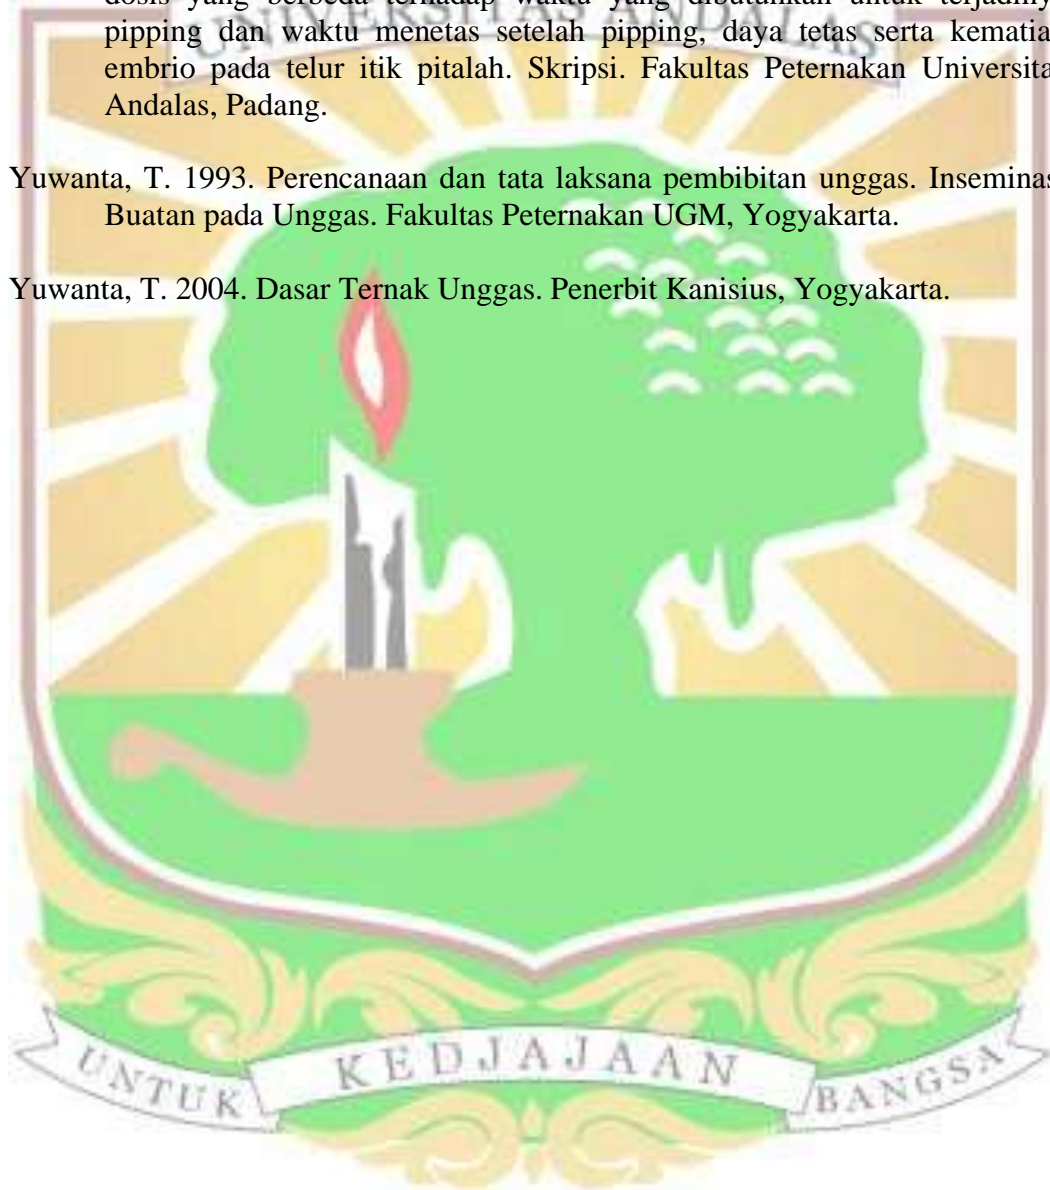 UNIVERSITAS ANDALAS
dosis yang berbeda terhadap waktu yang dibutuhkan untuk terjadiny
pipping dan waktu menetas setelah pipping, daya tetas serta kematia
embrio pada telur itik pitalah. Skripsi. Fakultas Peternakan Universita
Andalas, Padang.
Yuwanta, T. 1993. Perencanaan dan tata laksana pembibitan unggas. Inseminas
Buatan pada Unggas. Fakultas Peternakan UGM, Yogyakarta.
Yuwanta, T. 2004. Dasar Ternak Unggas. Penerbit Kanisius, Yogyakarta.
UNTUK KEDJAJAAN BANGSA